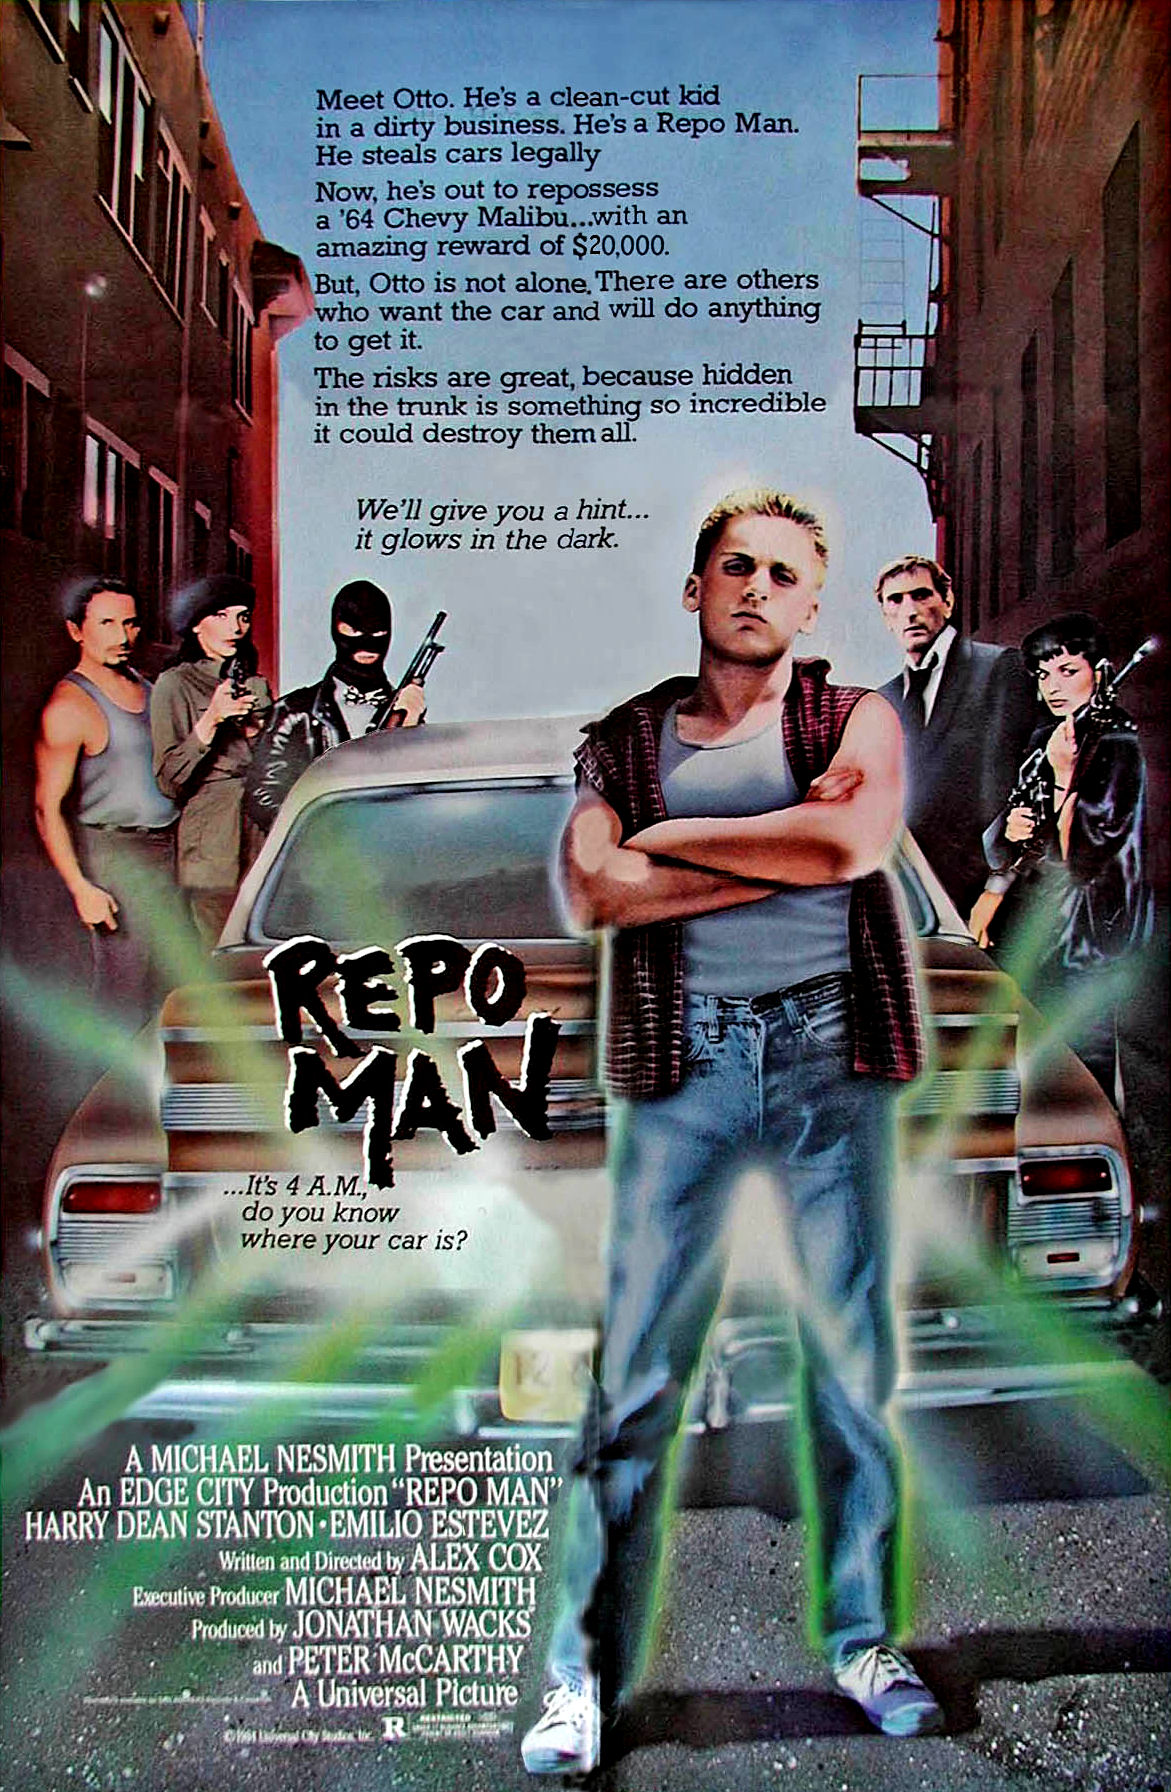 Meet Otto. He's a clean-cut kid
in a dirty business. He's a Repo Man.
He steals cars legally
Now, he's out to repossess
a '64 Chevy Malibu...with an
amazing reward of $20,000.
But, Otto is not alone. There are others
who want the car and will do anything
to get it.
The risks are great, because hidden
in the trunk is something so incredible
it could destroy them all.
We'll give you a hint...
it glows in the dark.
REPO
MAN
...It's 4 A.M.,
do you know
where your car is?
A MICHAEL NESMITH Presentation
An EDGE CITY Production "REPO MAN"
HARRY DEAN STANTON • EMILIO ESTEVEZ
Written and Directed by ALEX COX
Executive Producer MICHAEL NESMITH
Produced by JONATHAN WACKS
and PETER McCARTHY
A Universal Picture
R RESTRICTED
©1984 Universal City Studios, Inc.